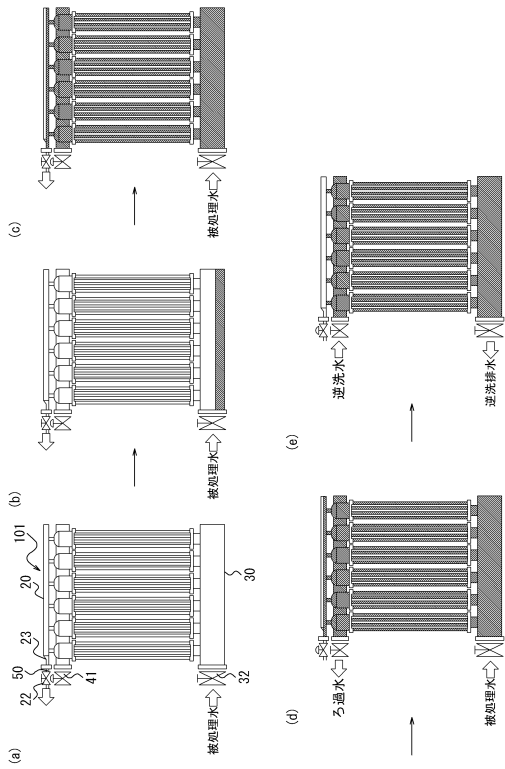 (a)
22
50
23
20
101
41
32
30
被処理水
(b)
被処理水
(c)
被処理水
(d)
ろ過水
被処理水
(e)
逆洗水
逆洗排水